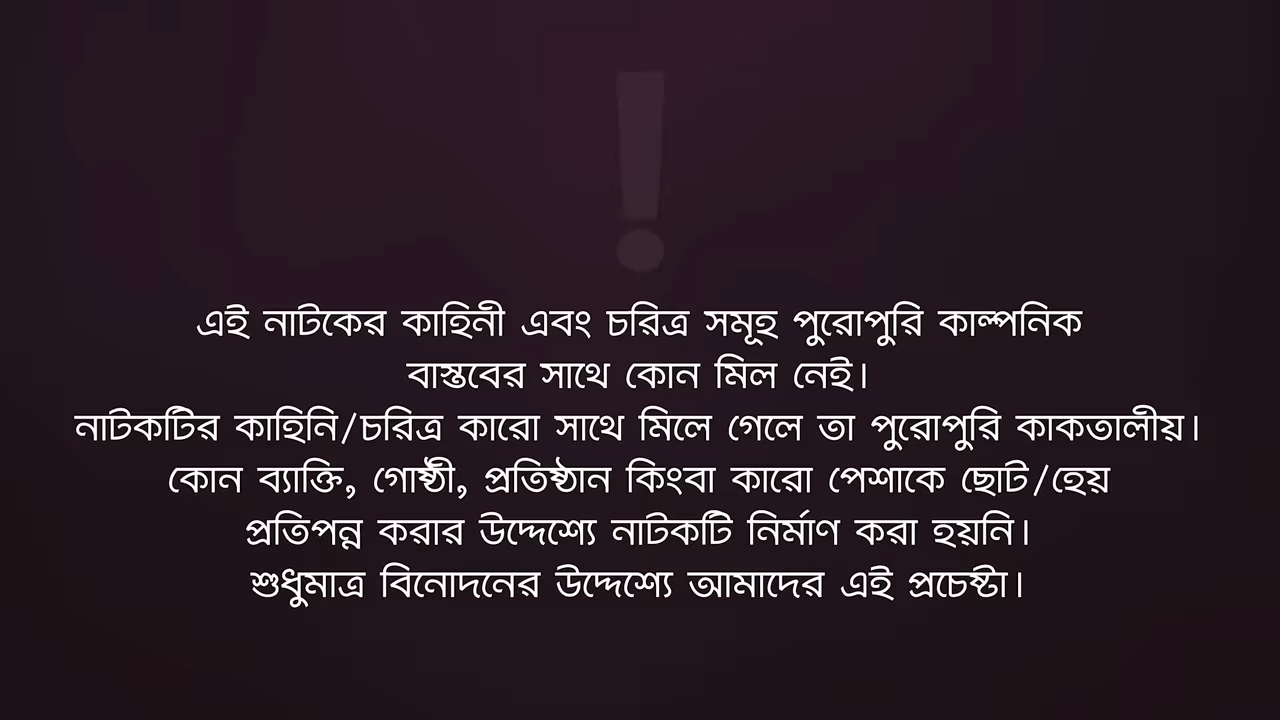 এই নাটকের কাহিনী এবং চরিত্র সমূহ পুরোপুরি কাল্পনিক
বাস্তবের সাথে কোন মিল নেই।
নাটকটির কাহিনি/চরিত্র কারো সাথে মিলে গেলে তা পুরোপুরি কাকতালীয়।
কোন ব্যাক্তি, গোষ্ঠী, প্রতিষ্ঠান কিংবা কারো পেশাকে ছোট/হেয়
প্রতিপন্ন করার উদ্দেশ্যে নাটকটি নির্মাণ করা হয়নি।
শুধুমাত্র বিনোদনের উদ্দেশ্যে আমাদের এই প্রচেষ্টা।